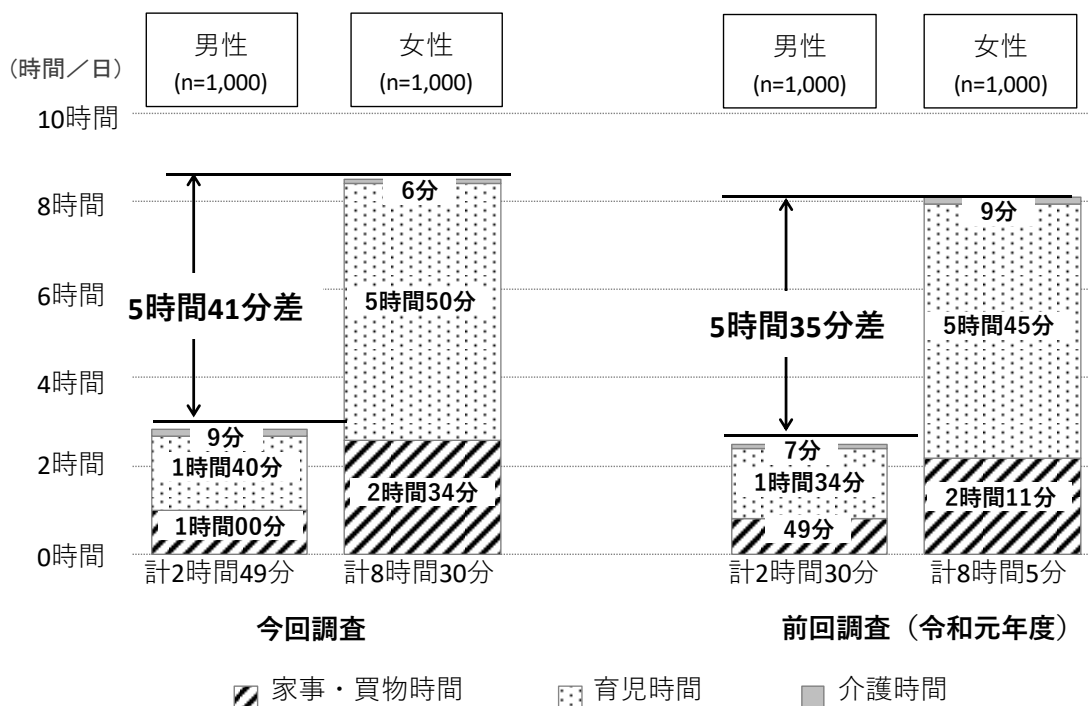 (時間／日)
男性
(n=1,000)
女性
(n=1,000)
男性
(n=1,000)
女性
(n=1,000)
10時間
8時間
6時間
4時間
2時間
0時間
6分
5時間50分
2時間34分
5時間41分差
9分
1時間40分
1時間00分
9分
5時間45分
2時間11分
5時間35分差
7分
1時間34分
49分
計2時間49分
計8時間30分
計2時間30分
計8時間5分
今回調査
前回調査（令和元年度）
家事・買物時間
育児時間
介護時間